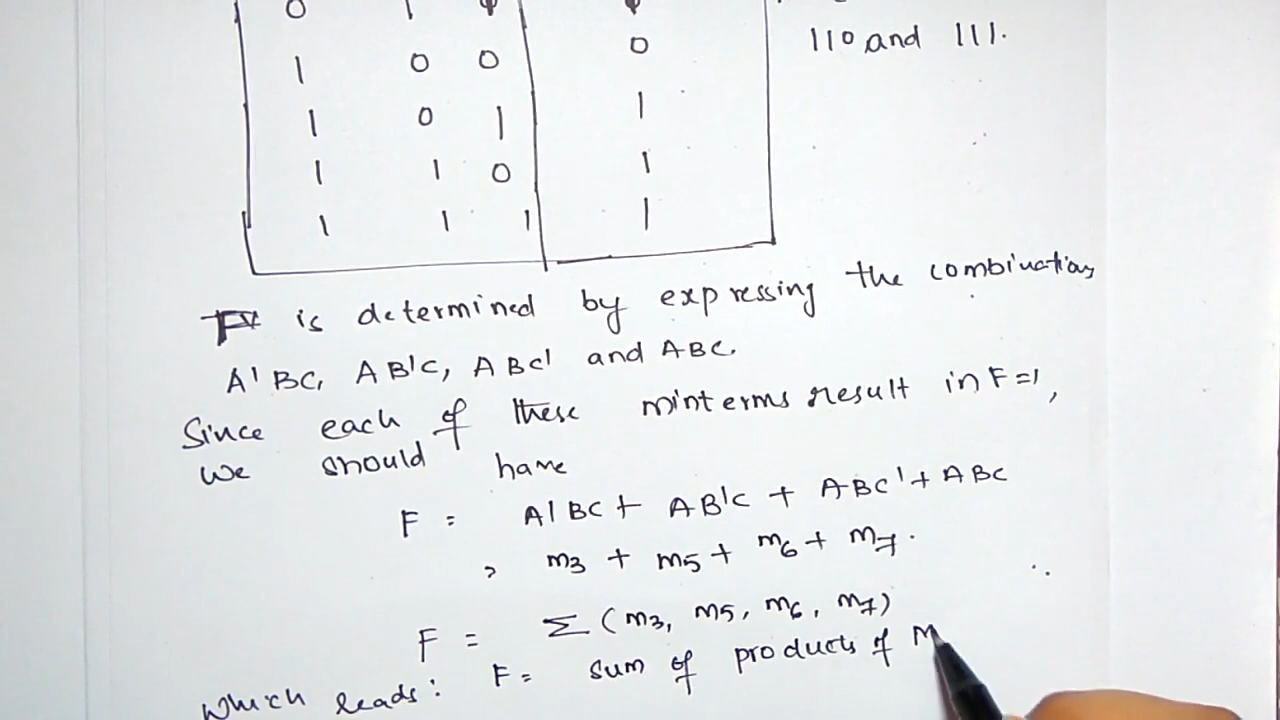 0 1
1 0 0 0
110 and 111.
1 0 1 1
1 1 0 1
1 1 1 1
F is determined by expressing the combinations
A'BC, AB'C, ABC' and ABC.
Since each of these minterms result in F=1,
we should have
F = A'BC + AB'C + ABC' + ABC
= m3 + m5 + m6 + m7.
F = Σ (m3, m5, m6, m7)
Which leads: F = sum of products of m